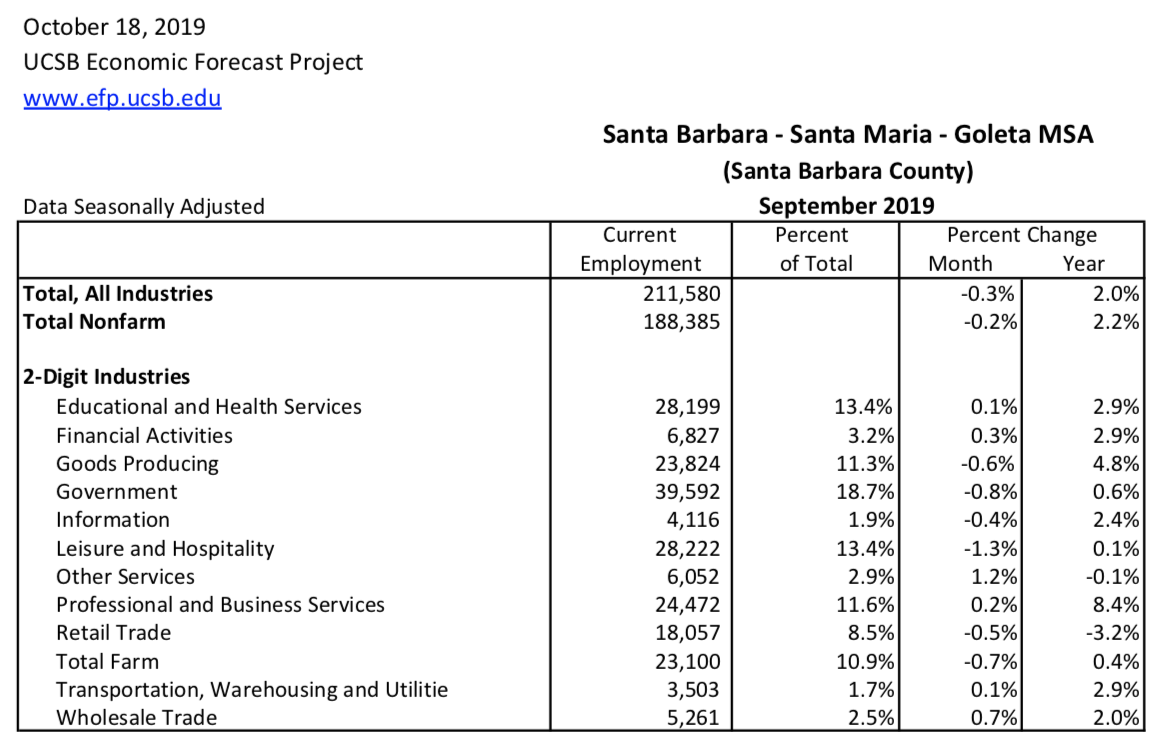 October 18, 2019
UCSB Economic Forecast Project
www.efp.ucsb.edu
Santa Barbara - Santa Maria - Goleta MSA
(Santa Barbara County)
Data Seasonally Adjusted September 2019
Current Percent Percent Change
Employment of Total Month Year
Total, All Industries 211,580 -0.3% 2.0%
Total Nonfarm 188,385 -0.2% 2.2%
2-Digit Industries
Educational and Health Services 28,199 13.4% 0.1% 2.9%
Financial Activities 6,827 3.2% 0.3% 2.9%
Goods Producing 23,824 11.3% -0.6% 4.8%
Government 39,592 18.7% -0.8% 0.6%
Information 4,116 1.9% -0.4% 2.4%
Leisure and Hospitality 28,222 13.4% -1.3% 0.1%
Other Services 6,052 2.9% 1.2% -0.1%
Professional and Business Services 24,472 11.6% 0.2% 8.4%
Retail Trade 18,057 8.5% -0.5% -3.2%
Total Farm 23,100 10.9% -0.7% 0.4%
Transportation, Warehousing and Utilitie 3,503 1.7% 0.1% 2.9%
Wholesale Trade 5,261 2.5% 0.7% 2.0%